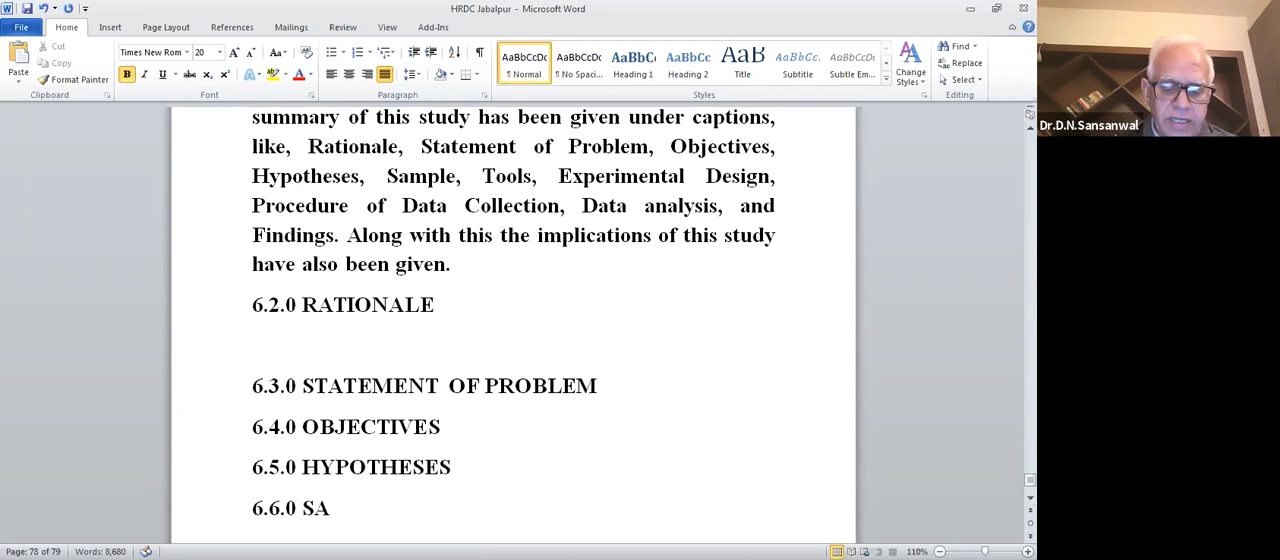 HRDC Jabalpur - Microsoft Word
File Home Insert Page Layout References Mailings Review View Add-Ins
Paste Cut Copy Format Painter Clipboard
Times New Rom 20 Font
Paragraph
AaBbCcDc ¶ Normal AaBbCcDc ¶ No Spaci... AaBbC Heading 1 AaBbCc Heading 2 AaB Title AaBbCc. Subtitle AaBbCcDc Subtle Em... Change Styles Styles
Find Replace Select Editing
Dr.D.N.Sansanwal
summary of this study has been given under captions,
like, Rationale, Statement of Problem, Objectives,
Hypotheses, Sample, Tools, Experimental Design,
Procedure of Data Collection, Data analysis, and
Findings. Along with this the implications of this study
have also been given.
6.2.0 RATIONALE
6.3.0 STATEMENT OF PROBLEM
6.4.0 OBJECTIVES
6.5.0 HYPOTHESES
6.6.0 SA
Page: 78 of 79 Words: 8,680 110%